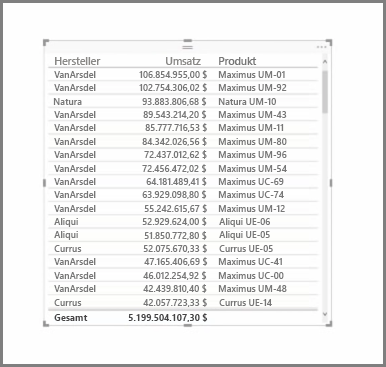 Hersteller Umsatz Produkt
VanArsdel 106.854.955,00 $ Maximus UM-01
VanArsdel 102.754.306,02 $ Maximus UM-92
Natura 93.883.806,68 $ Natura UM-10
VanArsdel 89.543.214,20 $ Maximus UM-43
VanArsdel 85.777.716,53 $ Maximus UM-11
VanArsdel 84.342.026,56 $ Maximus UM-80
VanArsdel 72.437.012,62 $ Maximus UM-96
VanArsdel 72.456.472,02 $ Maximus UM-54
VanArsdel 64.181.489,41 $ Maximus UC-69
VanArsdel 63.929.098,80 $ Maximus UC-74
VanArsdel 55.242.615,67 $ Maximus UM-12
Aliqui 52.929.624,00 $ Aliqui UE-06
Aliqui 51.850.772,80 $ Aliqui UE-05
Currus 52.075.670,33 $ Currus UE-05
VanArsdel 47.165.406,69 $ Maximus UC-41
VanArsdel 46.012.254,92 $ Maximus UC-00
VanArsdel 42.439.810,40 $ Maximus UM-48
Currus 42.057.723,33 $ Currus UE-14
Gesamt 5.199.504.107,30 $